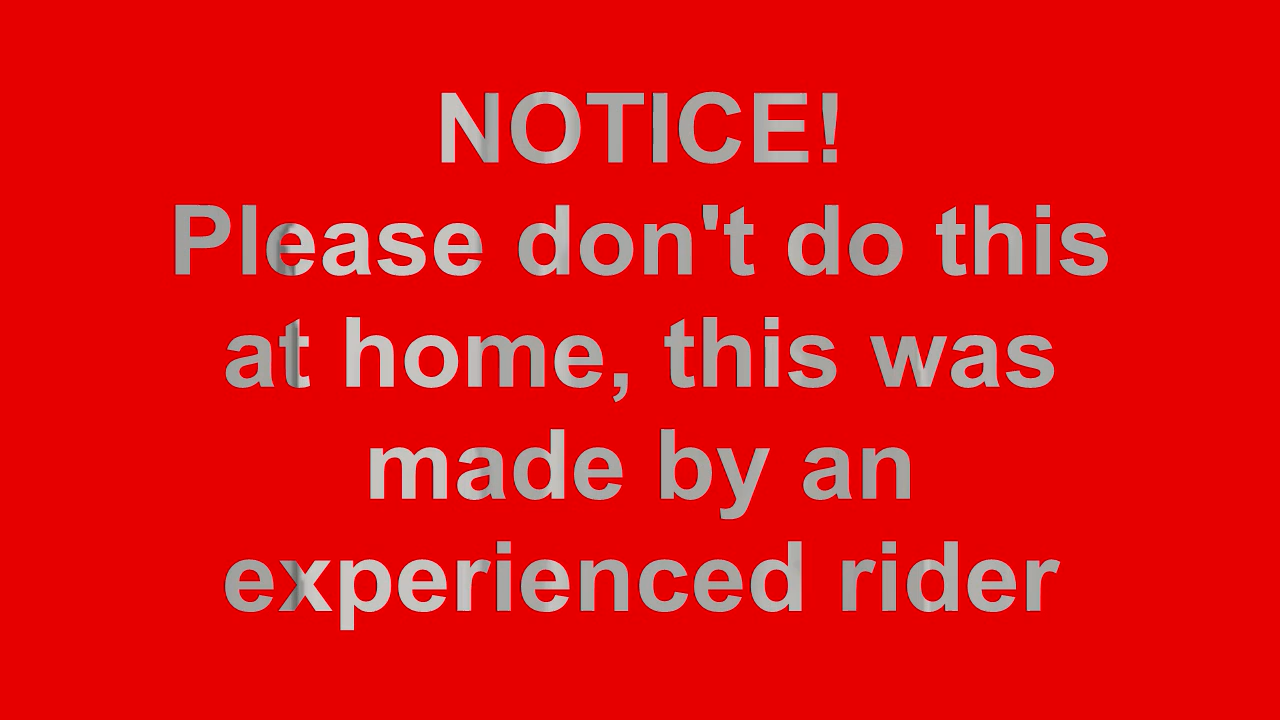 NOTICE!
Please don't do this
at home, this was
made by an
experienced rider